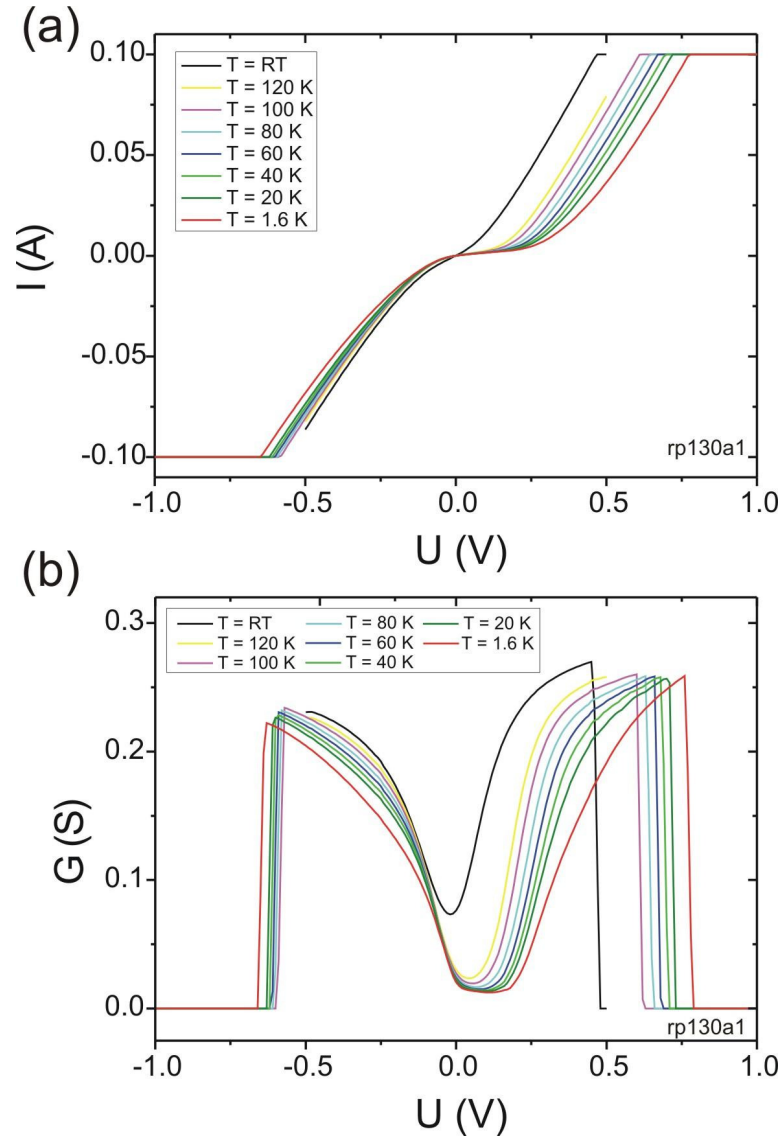 (a)
0.10
0.05
0.00
-0.05
-0.10
I (A)
T = RT
T = 120 K
T = 100 K
T = 80 K
T = 60 K
T = 40 K
T = 20 K
T = 1.6 K
rp130a1
-1.0 -0.5 0.0 0.5 1.0
U (V)
(b)
0.3
0.2
0.1
0.0
G (S)
T = RT T = 80 K T = 20 K
T = 120 K T = 60 K T = 1.6 K
T = 100 K T = 40 K
rp130a1
-1.0 -0.5 0.0 0.5 1.0
U (V)